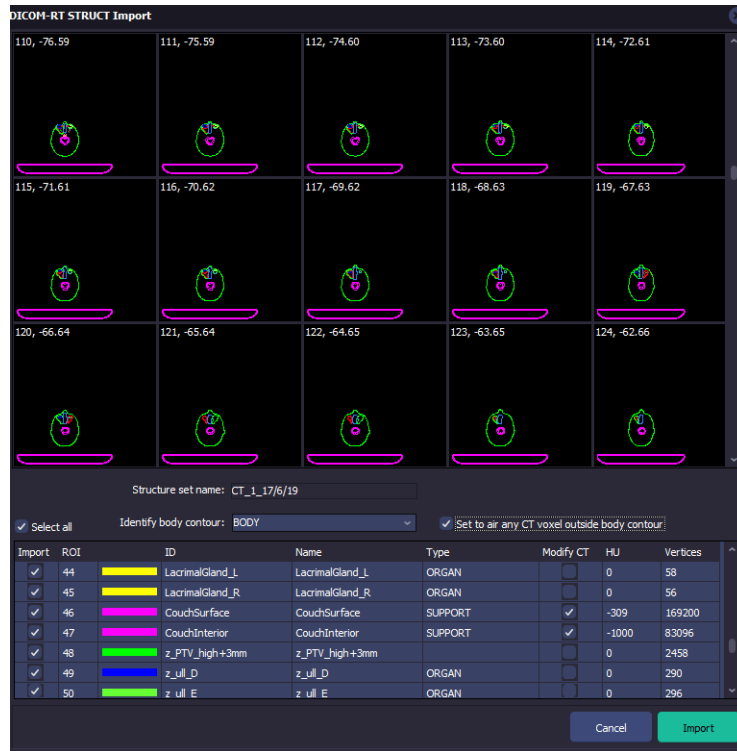 DICOM-RT STRUCT Import
110, -76.59 111, -75.59 112, -74.60 113, -73.60 114, -72.61
115, -71.61 116, -70.62 117, -69.62 118, -68.63 119, -67.63
120, -66.64 121, -65.64 122, -64.65 123, -63.65 124, -62.66
Structure set name: CT_1_17/6/19
Select all Identify body contour: BODY Set to air any CT voxel outside body contour
Import ROI ID Name Type Modify CT HU Vertices
44 LacrimalGland_L LacrimalGland_L ORGAN 0 58
45 LacrimalGland_R LacrimalGland_R ORGAN 0 56
46 CouchSurface CouchSurface SUPPORT -309 169200
47 CouchInterior CouchInterior SUPPORT -1000 83096
48 z_PTV_high+3mm z_PTV_high+3mm 0 2458
49 z_ull_D z_ull_D ORGAN 0 290
50 z_ull_E z_ull_E ORGAN 0 296
Cancel Import